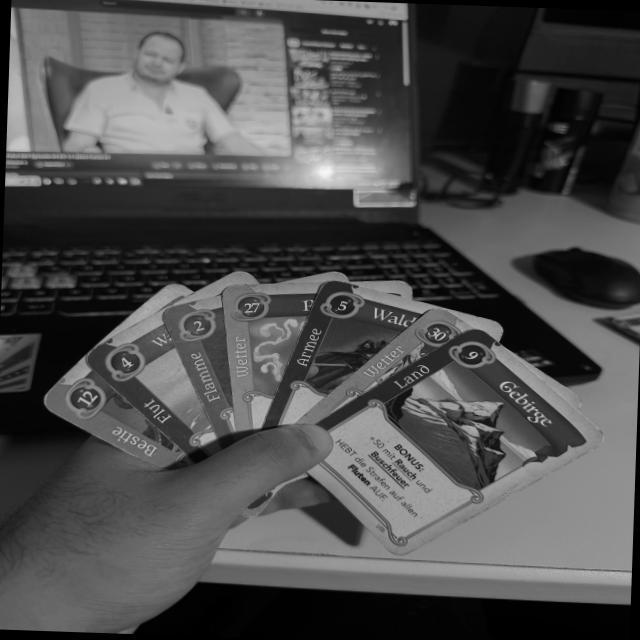 12
Bestie
4
W
Flut
2
Flamme
27
Wetter
5
Wald
Armee
30
Wetter
9
Gebirge
Land
BONUS:
+50 mit Rauch und
Buschfeuer
HEBT die Strafen auf allen
Fluten AUF.